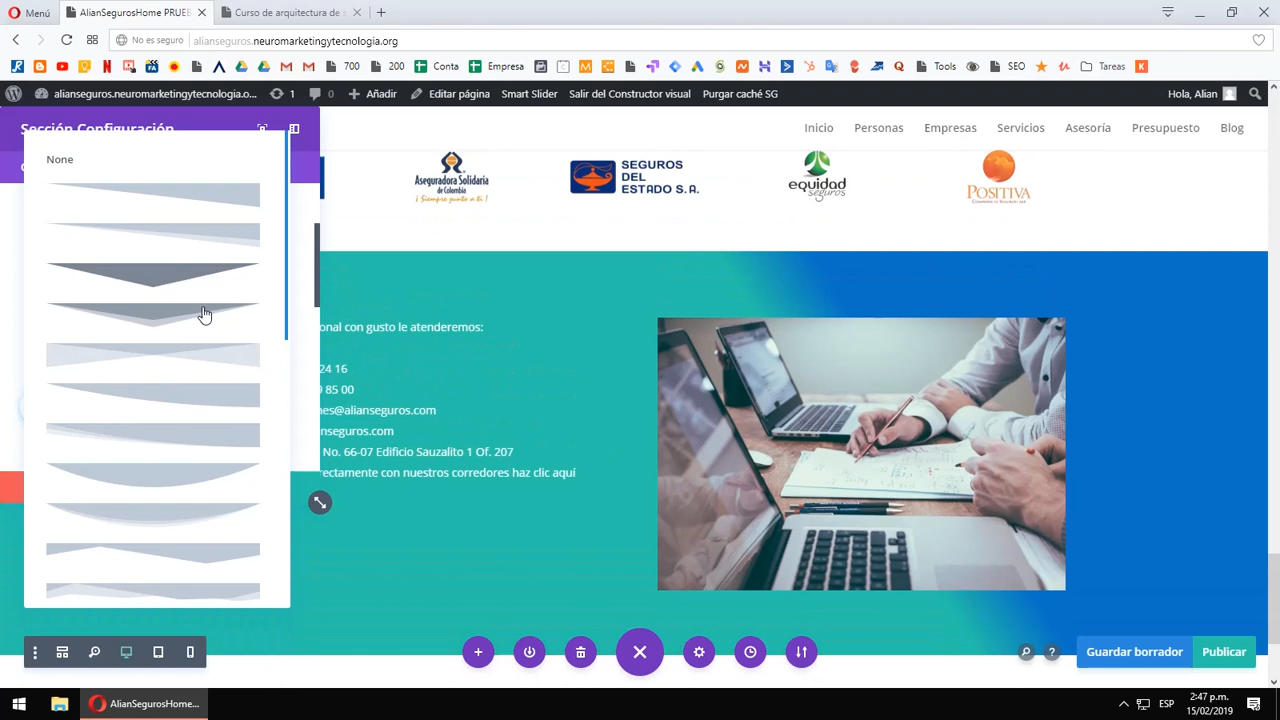 Menú
AlianSegurosHome PRUEB
Curso de arquitectura de s
No es seguro
alianseguros.neuromarketingytecnologia.org
700
200
Conta
Empresa
Tools
SEO
Tareas
alianseguros.neuromarketingytecnologia.o...
1
0
Añadir
Editar página
Smart Slider
Salir del Constructor visual
Purgar caché SG
Hola, Alian
Sección Configuración
None
Inicio
Personas
Empresas
Servicios
Asesoría
Presupuesto
Blog
Aseguradora Solidaria
de Colombia
¡ Siempre junto a ti !
SEGUROS
DEL
ESTADO S.A.
equidad
seguros
POSITIVA
COMPAÑÍA DE SEGUROS
onal con gusto le atenderemos:
24 16
9 85 00
nes@alianseguros.com
nseguros.com
No. 66-07 Edificio Sauzalito 1 Of. 207
rectamente con nuestros corredores haz clic aquí
Guardar borrador
Publicar
AlianSegurosHome...
ESP
2:47 p.m.
15/02/2019